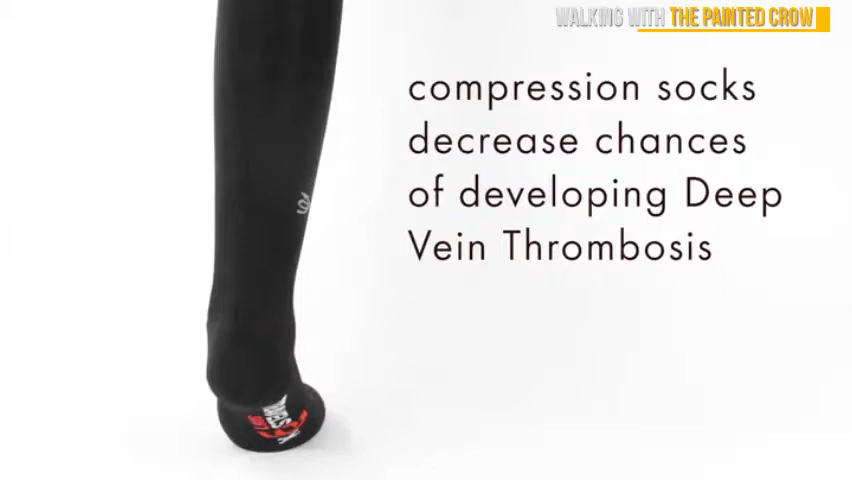 WALKING WITH THE PAINTED CROW
compression socks
decrease chances
of developing Deep
Vein Thrombosis